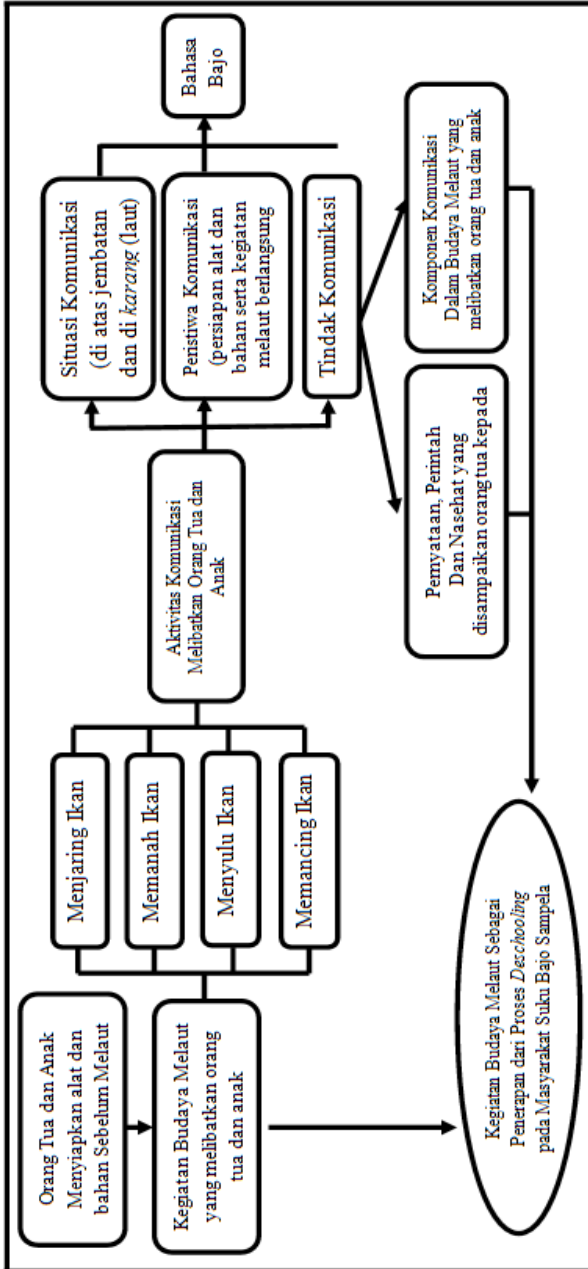 Orang Tua dan Anak
Menyiapkan alat dan
bahan Sebelum Melaut
Kegiatan Budaya Melaut
yang melibatkan orang
tua dan anak
Menjaring Ikan
Memanah Ikan
Menyulu Ikan
Memancing Ikan
Aktivitas Komunikasi
Melibatkan Orang Tua dan
Anak
Situasi Komunikasi
(di atas jembatan
dan di karang (laut)
Peristiwa Komunikasi
(persiapan alat dan
bahan serta kegiatan
melaut berlangsung
Tindak Komunikasi
Bahasa
Bajo
Pernyataan, Perintah
Dan Nasehat yang
disampaikan orang tua kepada
Komponen Komunikasi
Dalam Budaya Melaut yang
melibatkan orang tua dan anak
Kegiatan Budaya Melaut Sebagai
Penerapan dari Proses Deschooling
pada Masyarakat Suku Bajo Sampela